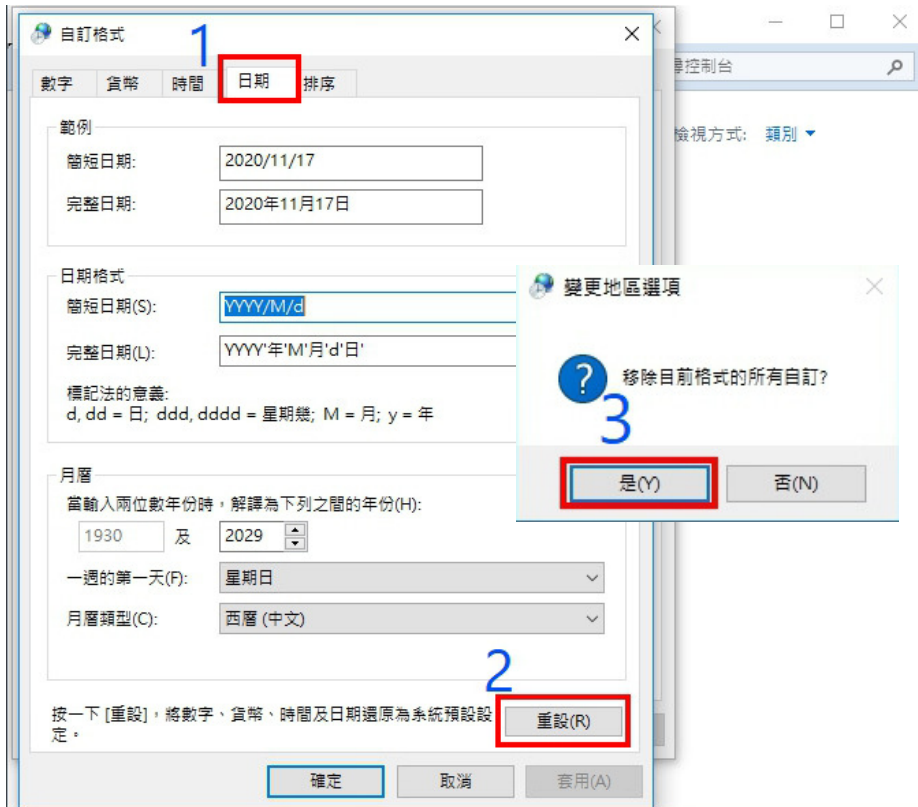 1
自訂格式
數字 貨幣 時間 日期 排序
控制台
檢視方式: 類別
範例
簡短日期: 2020/11/17
完整日期: 2020年11月17日
日期格式
簡短日期(S): YYYY/M/d
完整日期(L): YYYY'年'M'月'd'日'
標記法的意義:
d, dd = 日; ddd, dddd = 星期幾; M = 月; y = 年
月曆
當輸入兩位數年份時，解譯為下列之間的年份(H):
1930 及 2029
一週的第一天(F): 星期日
月曆類型(C): 西曆 (中文)
2
按一下 [重設]，將數字、貨幣、時間及日期還原為系統預設設
定。
重設(R)
確定 取消 套用(A)
變更地區選項
移除目前格式的所有自訂?
3
是(Y) 否(N)